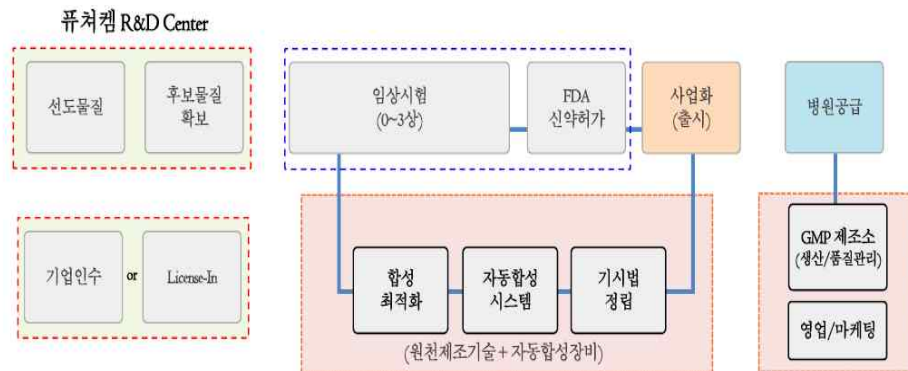 퓨쳐켐 R&D Center
선도물질
후보물질
확보
임상시험
(0~3상)
FDA
신약허가
사업화
(출시)
병원공급
기업인수
or
License-In
합성
최적화
자동합성
시스템
기시법
정립
(원천제조기술 + 자동합성장비)
GMP 제조소
(생산/품질관리)
영업/마케팅